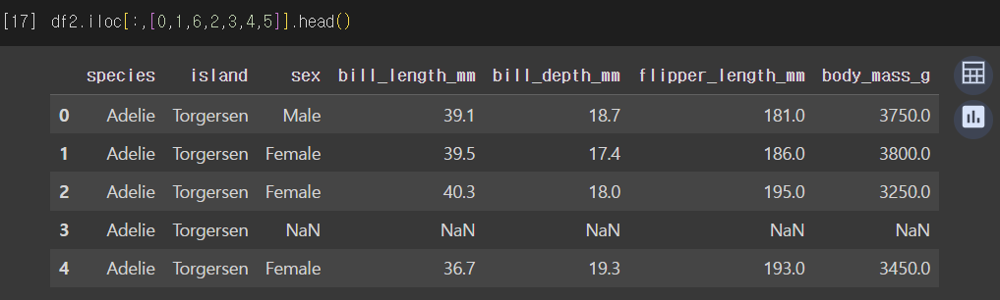 [17] df2.iloc[:,[0,1,6,2,3,4,5]].head()
species island sex bill_length_mm bill_depth_mm flipper_length_mm body_mass_g
0 Adelie Torgersen Male 39.1 18.7 181.0 3750.0
1 Adelie Torgersen Female 39.5 17.4 186.0 3800.0
2 Adelie Torgersen Female 40.3 18.0 195.0 3250.0
3 Adelie Torgersen NaN NaN NaN NaN NaN
4 Adelie Torgersen Female 36.7 19.3 193.0 3450.0